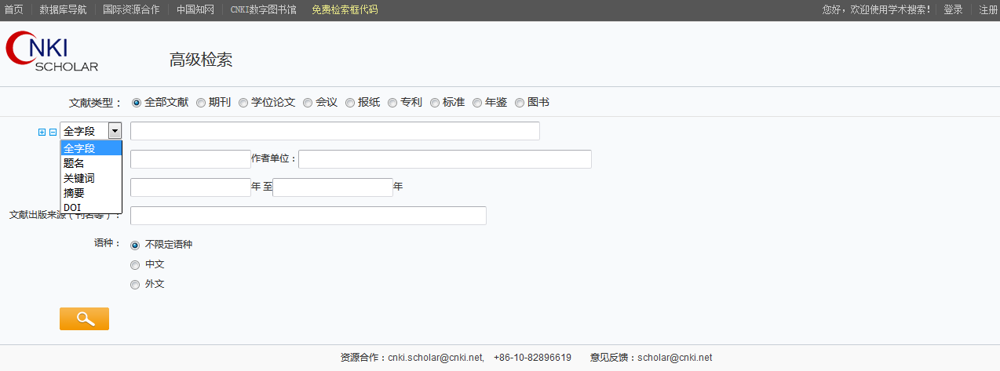 首页 数据库导航 国际资源合作 中国知网 CNKI数字图书馆 免费检索框代码 您好，欢迎使用学术搜索！ 登录 注册
CNKI
SCHOLAR
高级检索
文献类型： 全部文献 期刊 学位论文 会议 报纸 专利 标准 年鉴 图书
全字段
全字段
题名
关键词
摘要
DOI
作者单位：
年 至 年
文献出版来源（刊名等）：
语种： 不限定语种
中文
外文
资源合作：cnki.scholar@cnki.net, +86-10-82896619 意见反馈：scholar@cnki.net